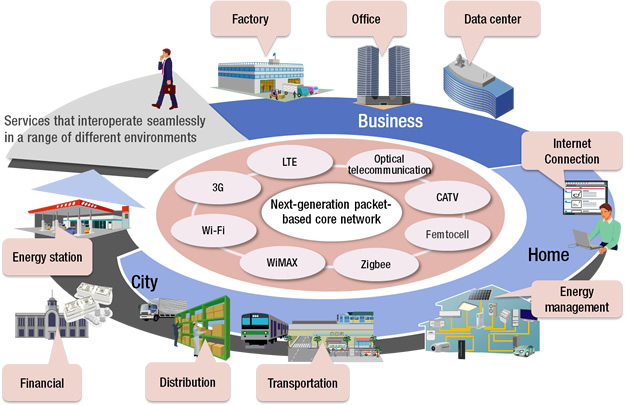 Factory
Office
Data center
Services that interoperate seamlessly
in a range of different environments
Business
Internet
Connection
LTE
Optical
telecommunication
3G
CATV
Next-generation packet-
based core network
Wi-Fi
Femtocell
WiMAX
Zigbee
Energy station
Home
City
Energy
management
Financial
Distribution
Transportation